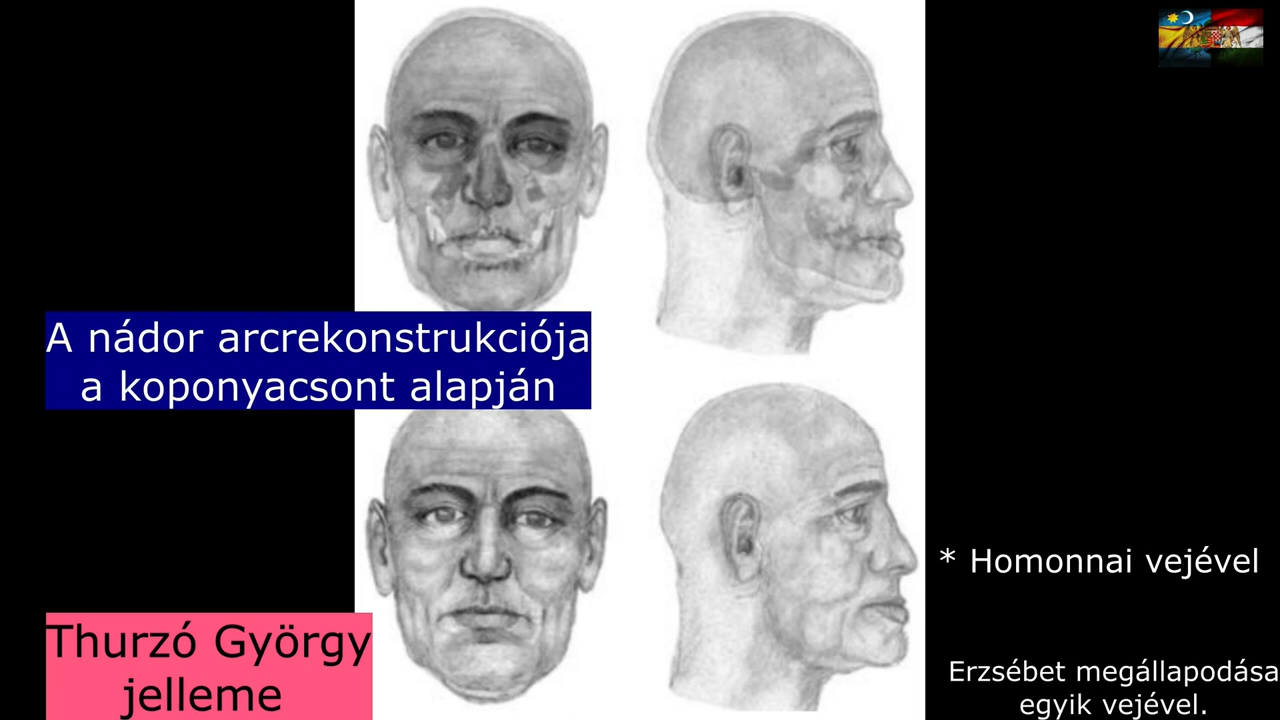 A nádor arcrekonstrukciója
a koponyacsont alapján
* Homonnai vejével
Thurzó György
jelleme
Erzsébet megállapodása
egyik vejével.